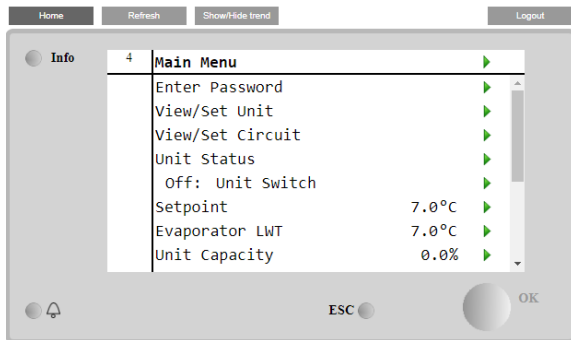 Home Refresh Show/Hide trend Logout
Info
4 Main Menu
Enter Password
View/Set Unit
View/Set Circuit
Unit Status
Off: Unit Switch
Setpoint 7.0°C
Evaporator LWT 7.0°C
Unit Capacity 0.0%
ESC OK